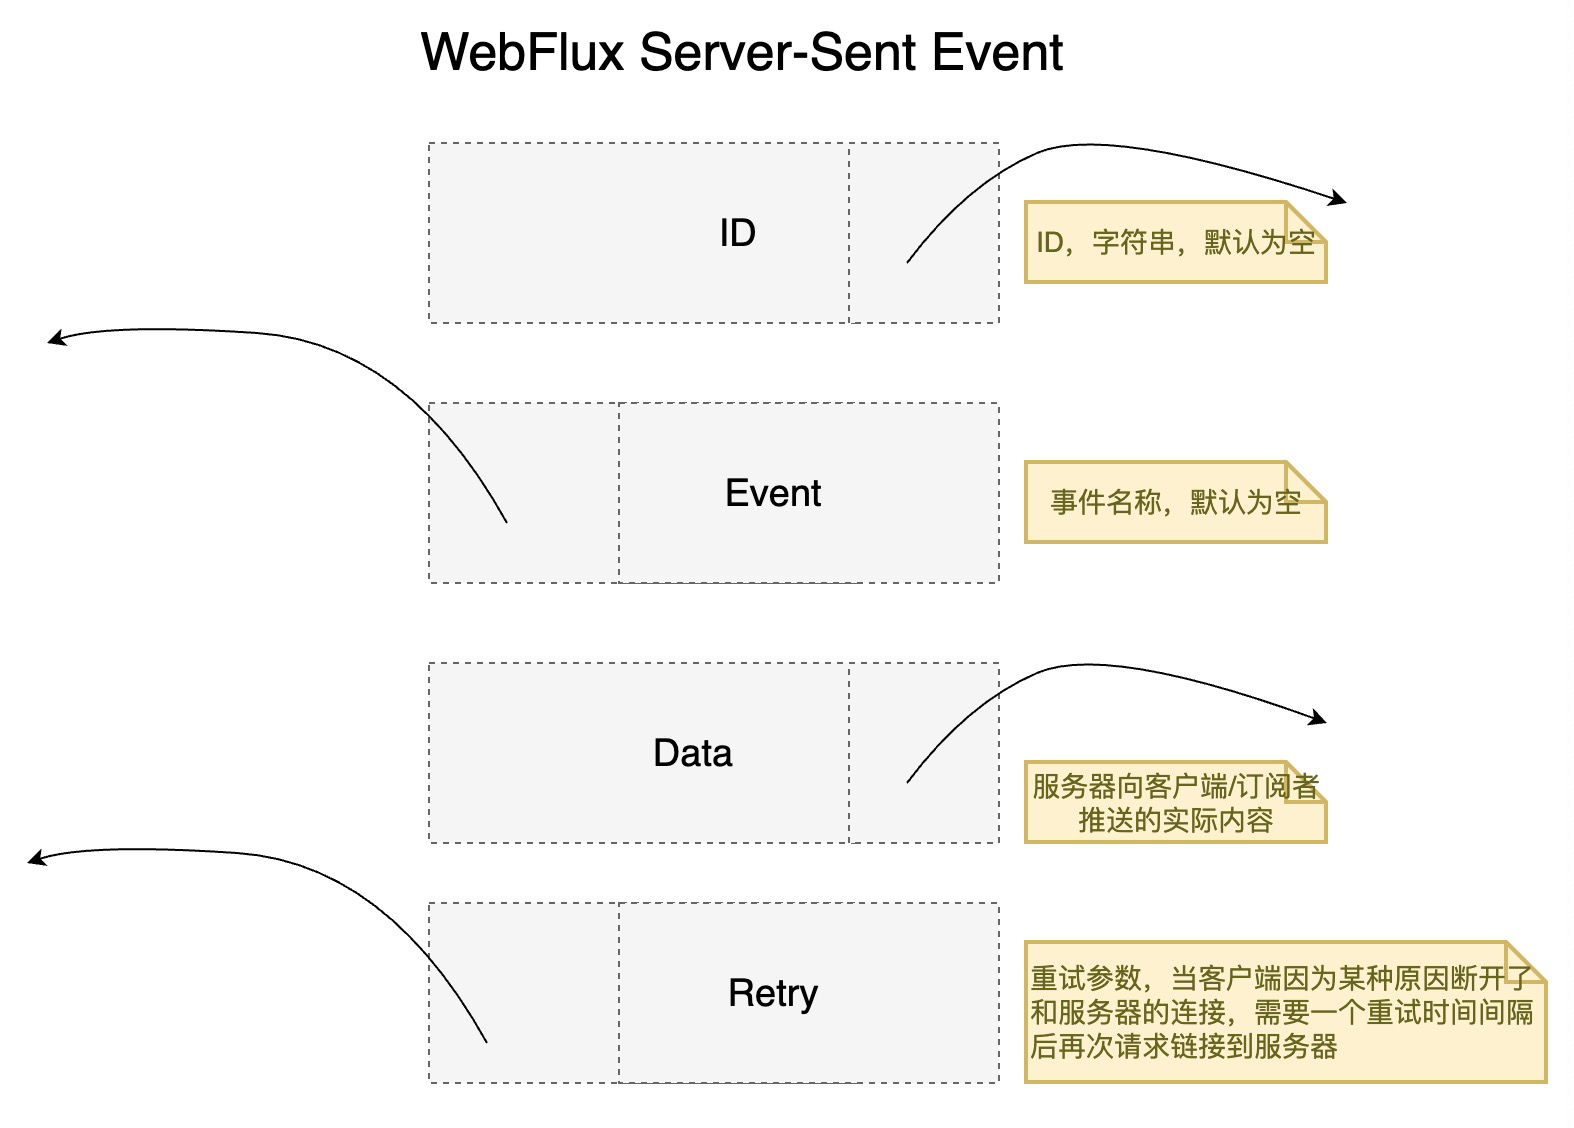 WebFlux Server-Sent Event
ID
ID，字符串，默认为空
Event
事件名称，默认为空
Data
服务器向客户端/订阅者
推送的实际内容
Retry
重试参数，当客户端因为某种原因断开了
和服务器的连接，需要一个重试时间间隔
后再次请求链接到服务器